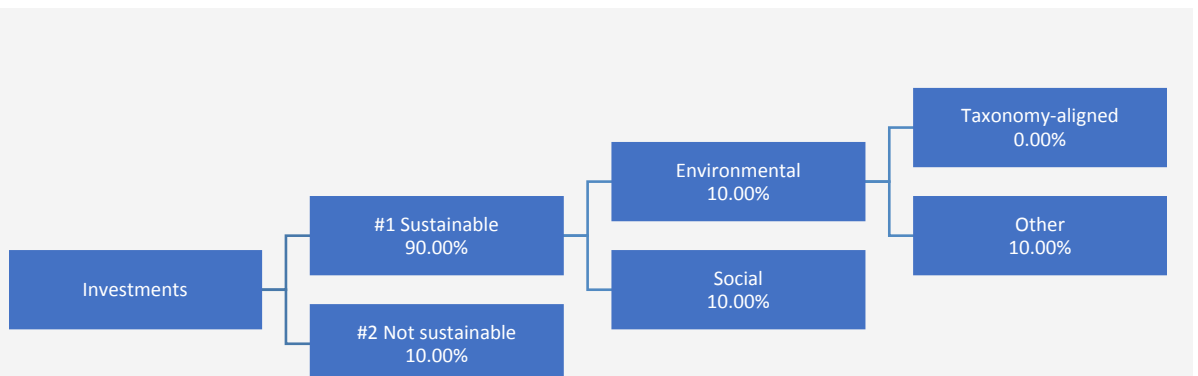 Investments
#1 Sustainable
90.00%
#2 Not sustainable
10.00%
Environmental
10.00%
Social
10.00%
Taxonomy-aligned
0.00%
Other
10.00%